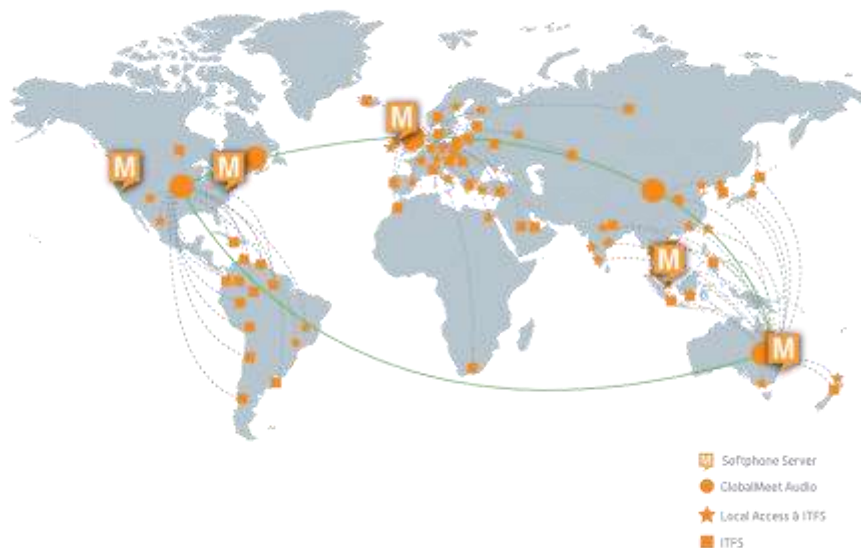 M
M
M
M
M
M Softphone Server
GlobalMeet Audio
Local Access & ITFS
ITFS